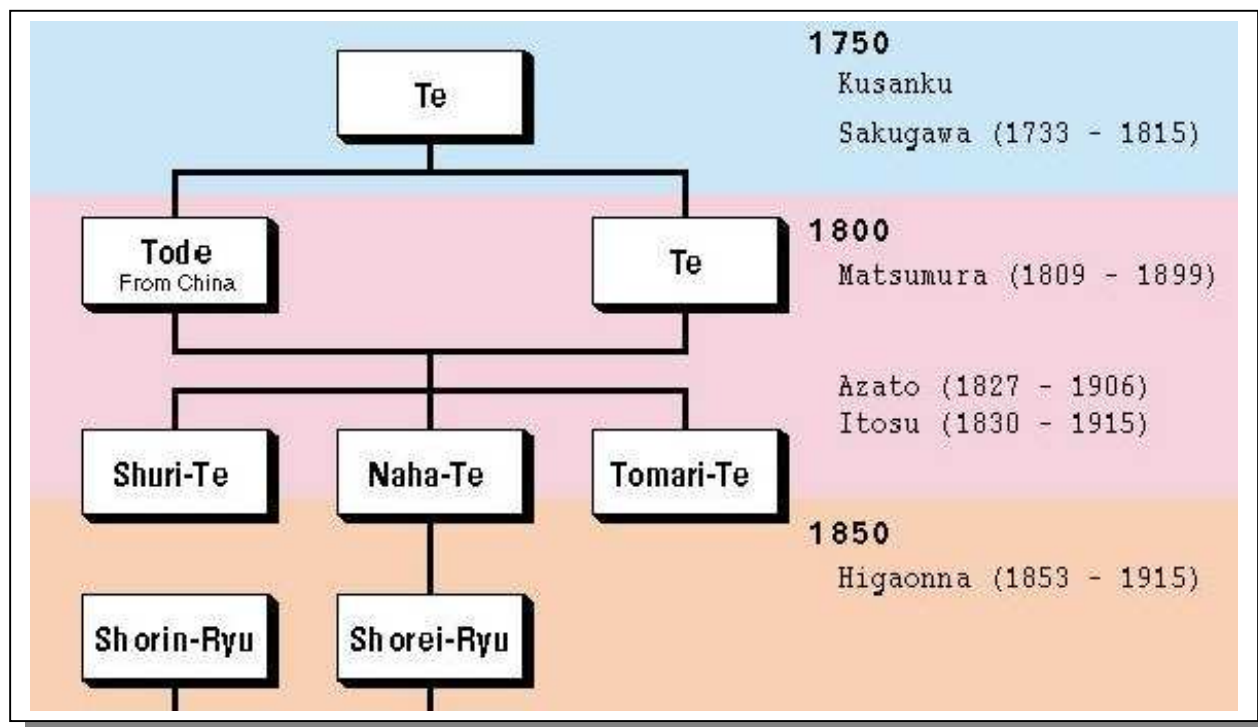 Te
1750
Kusanku
Sakugawa (1733 - 1815)
Tode
From China
Te
1800
Matsumura (1809 - 1899)
Azato (1827 - 1906)
Itosu (1830 - 1915)
Shuri-Te
Naha-Te
Tomari-Te
1850
Higaonna (1853 - 1915)
Shorin-Ryu
Shorei-Ryu